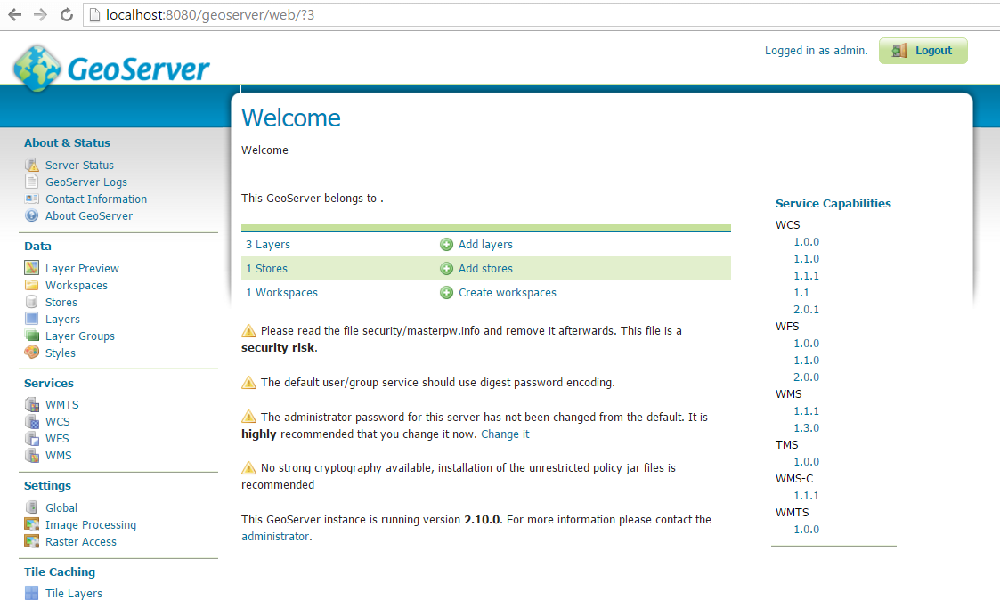 localhost:8080/geoserver/web/?3
GeoServer
Logged in as admin.
Logout
About & Status
Server Status
GeoServer Logs
Contact Information
About GeoServer
Data
Layer Preview
Workspaces
Stores
Layers
Layer Groups
Styles
Services
WMTS
WCS
WFS
WMS
Settings
Global
Image Processing
Raster Access
Tile Caching
Tile Layers
Welcome
Welcome
This GeoServer belongs to .
3 Layers Add layers
1 Stores Add stores
1 Workspaces Create workspaces
Please read the file security/masterpw.info and remove it afterwards. This file is a
security risk.
The default user/group service should use digest password encoding.
The administrator password for this server has not been changed from the default. It is
highly recommended that you change it now. Change it
No strong cryptography available, installation of the unrestricted policy jar files is
recommended
This GeoServer instance is running version 2.10.0. For more information please contact the
administrator.
Service Capabilities
WCS
1.0.0
1.1.0
1.1.1
1.1
2.0.1
WFS
1.0.0
1.1.0
2.0.0
WMS
1.1.1
1.3.0
TMS
1.0.0
WMS-C
1.1.1
WMTS
1.0.0